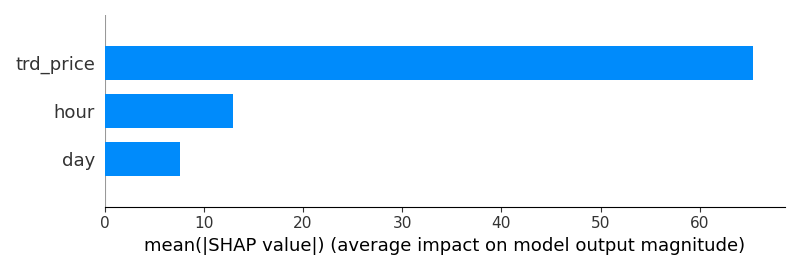 trd_price
hour
day
0 10 20 30 40 50 60
mean(|SHAP value|) (average impact on model output magnitude)